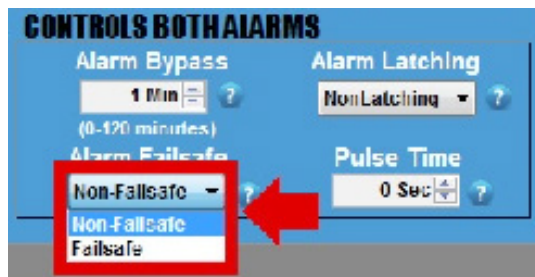 CONTROLS BOTH ALARMS
Alarm Bypass
Alarm Latching
1 Min
?
NonLatching
?
(0-120 minutes)
Alarm Failsafe
Pulse Time
Non-Failsafe
?
0 Sec
?
Non-Failsafe
Failsafe